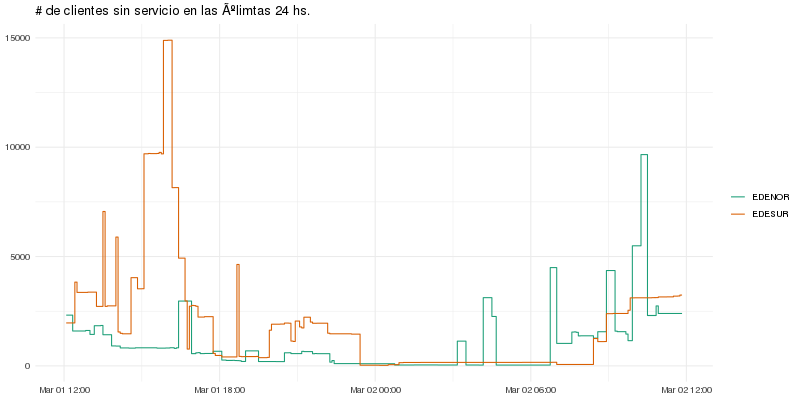 # de clientes sin servicio en las Ãºlimtas 24 hs.
15000
10000
5000
0
Mar 01 12:00 Mar 01 18:00 Mar 02 00:00 Mar 02 06:00 Mar 02 12:00
EDENOR
EDESUR